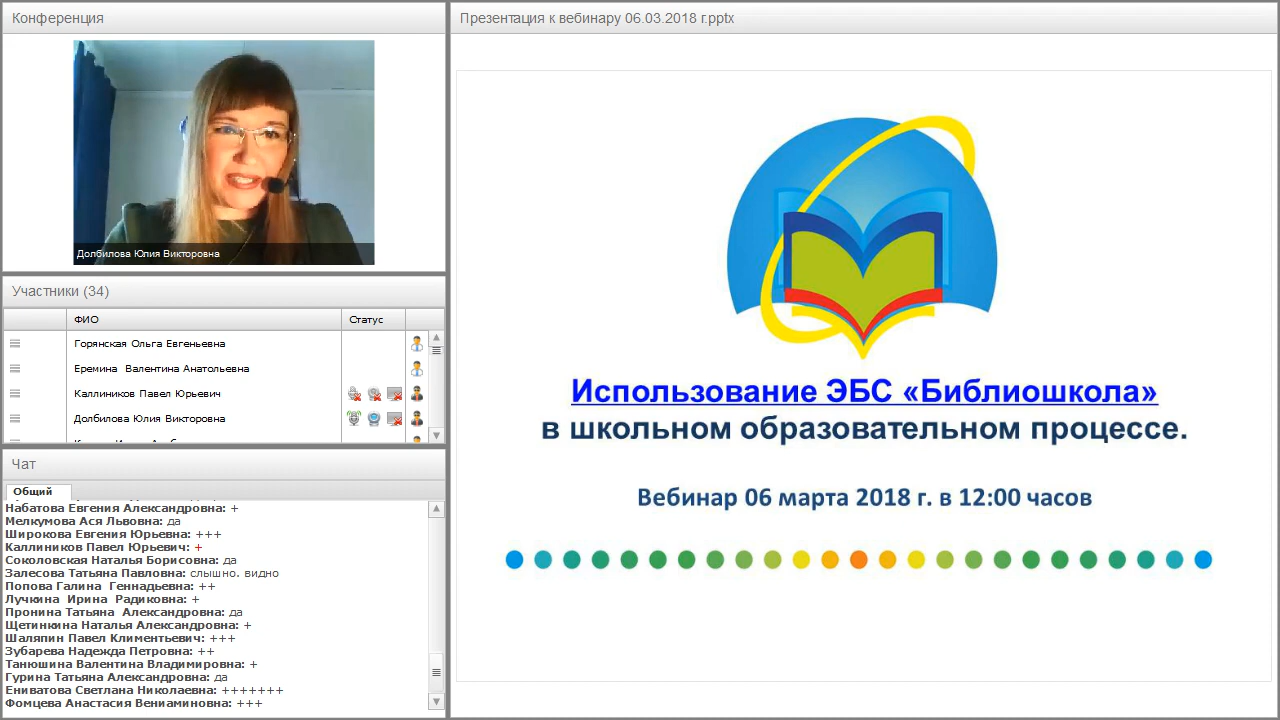 Конференция
Долбилова Юлия Викторовна
Участники (34)
ФИО Статус
Горянская Ольга Евгеньевна
Еремина Валентина Анатольевна
Каллиников Павел Юрьевич
Долбилова Юлия Викторовна
Чат
Общий
Набатова Евгения Александровна: +
Мелкумова Ася Львовна: да
Широкова Евгения Юрьевна: +++
Каллиников Павел Юрьевич: +
Соколовская Наталья Борисовна: да
Залесова Татьяна Павловна: слышно. видно
Попова Галина Геннадьевна: ++
Лучкина Ирина Радиковна: +
Пронина Татьяна Александровна: да
Щетинкина Наталья Александровна: +
Шаляпин Павел Климентьевич: +++
Зубарева Надежда Петровна: ++
Танюшина Валентина Владимировна: +
Гурина Татьяна Александровна: да
Ениватова Светлана Николаевна: +++++++
Фомцева Анастасия Вениаминовна: +++
Презентация к вебинару 06.03.2018 г.pptx
Использование ЭБС «Библиошкола»
в школьном образовательном процессе.
Вебинар 06 марта 2018 г. в 12:00 часов